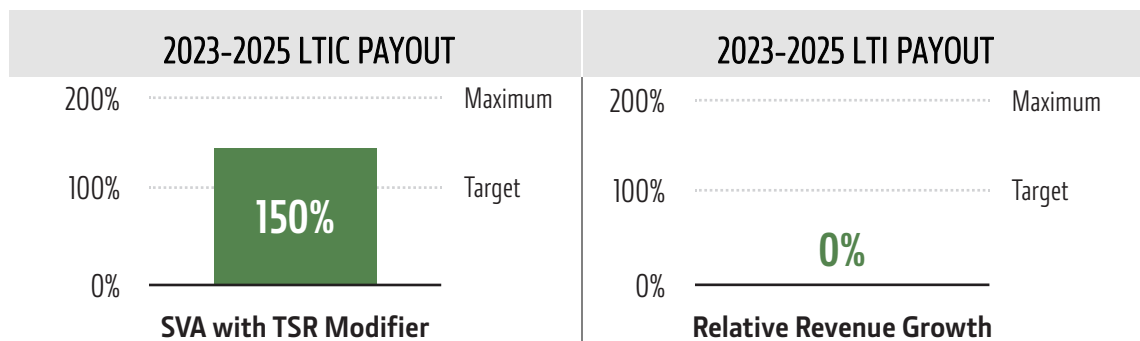 2023-2025 LTIC PAYOUT
200%
Maximum
100%
Target
150%
0%
SVA with TSR Modifier
2023-2025 LTI PAYOUT
200%
Maximum
100%
Target
0%
0%
Relative Revenue Growth